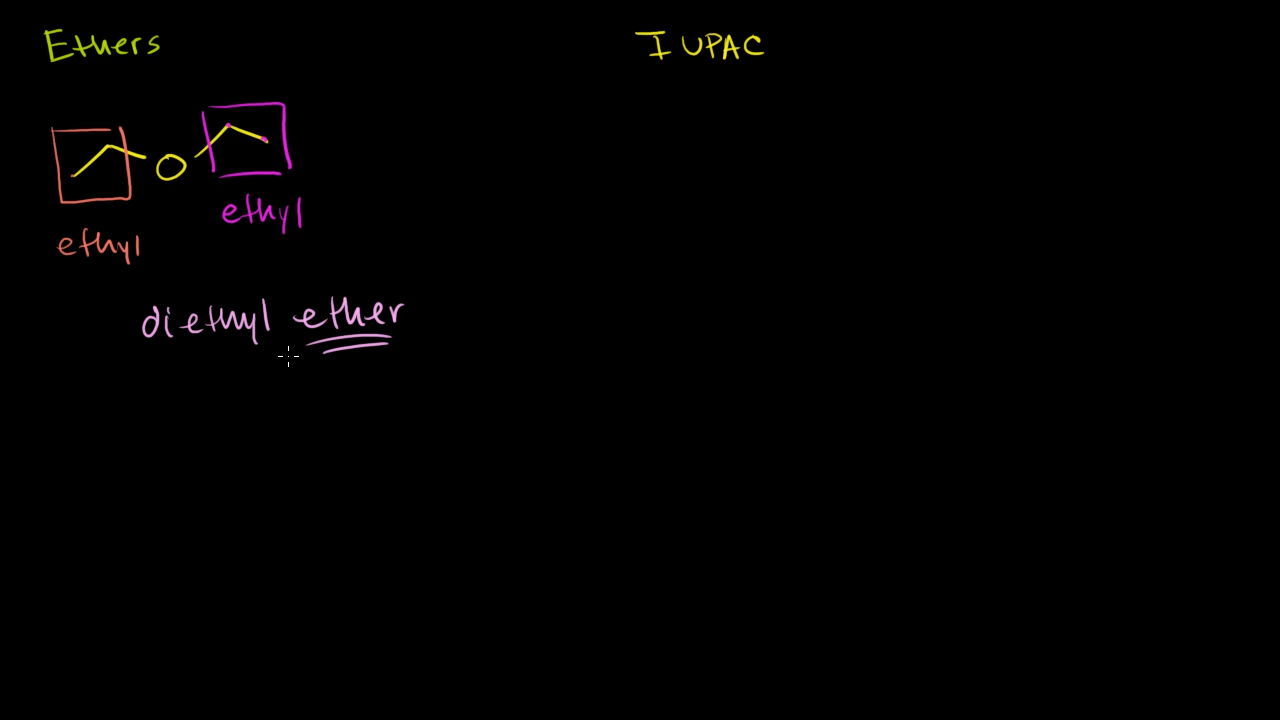 Ethers
IUPAC
O
ethyl
ethyl
diethyl ether